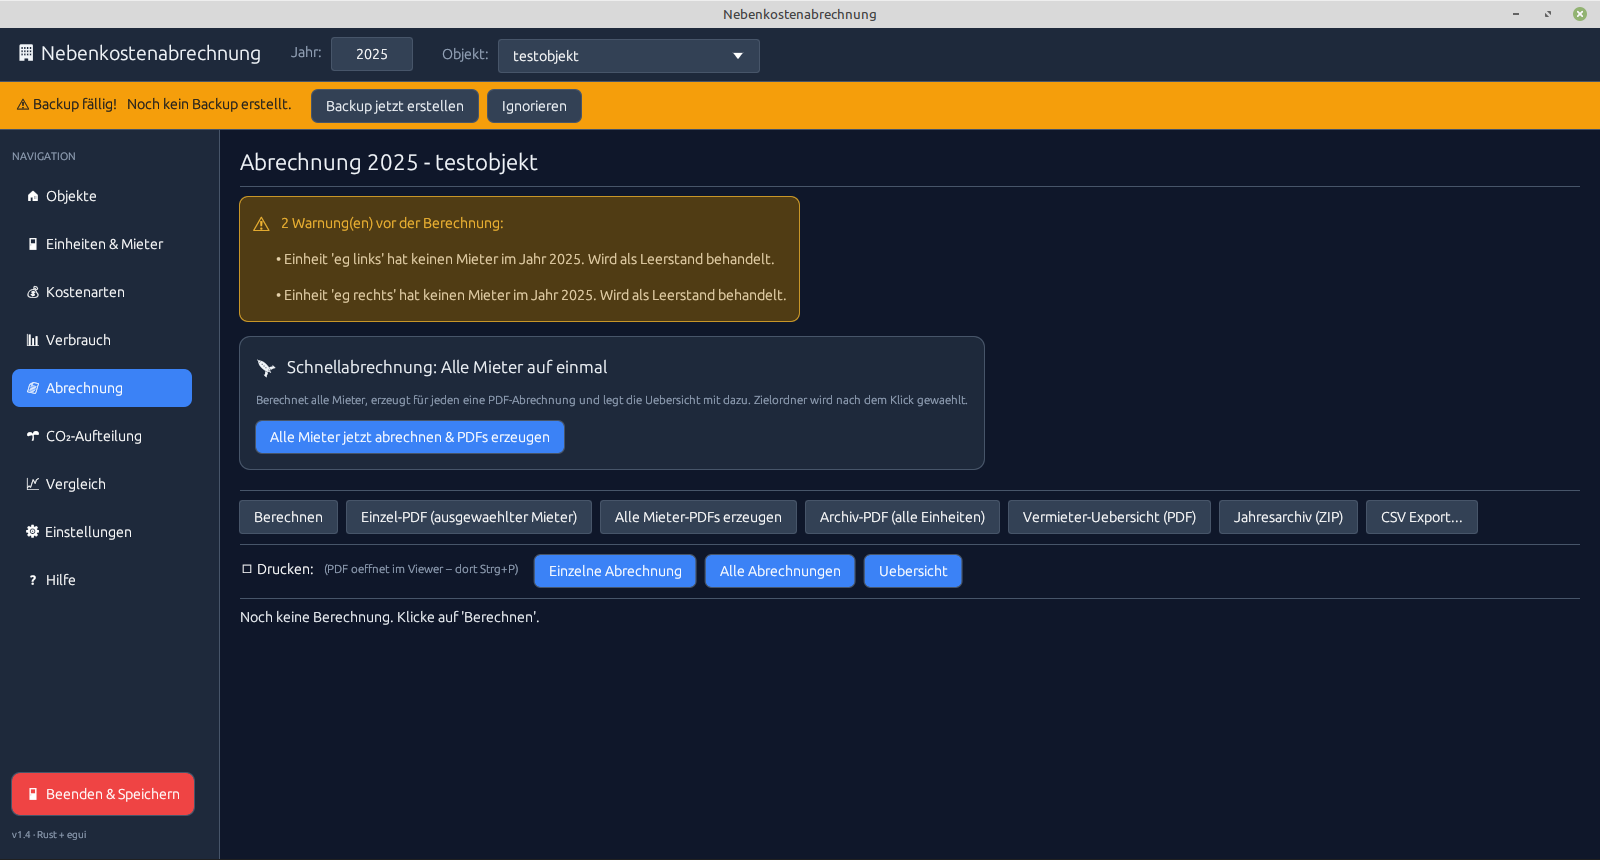 Nebenkostenabrechnung
Nebenkostenabrechnung Jahr: 2025 Objekt: testobjekt
⚠ Backup fällig! Noch kein Backup erstellt. Backup jetzt erstellen Ignorieren
NAVIGATION
Objekte
Einheiten & Mieter
Kostenarten
Verbrauch
Abrechnung
CO₂-Aufteilung
Vergleich
Einstellungen
? Hilfe
Beenden & Speichern
v1.4 · Rust + egui
Abrechnung 2025 - testobjekt
⚠ 2 Warnung(en) vor der Berechnung:
• Einheit 'eg links' hat keinen Mieter im Jahr 2025. Wird als Leerstand behandelt.
• Einheit 'eg rechts' hat keinen Mieter im Jahr 2025. Wird als Leerstand behandelt.
Schnellabrechnung: Alle Mieter auf einmal
Berechnet alle Mieter, erzeugt für jeden eine PDF-Abrechnung und legt die Uebersicht mit dazu. Zielordner wird nach dem Klick gewaehlt.
Alle Mieter jetzt abrechnen & PDFs erzeugen
Berechnen Einzel-PDF (ausgewaehlter Mieter) Alle Mieter-PDFs erzeugen Archiv-PDF (alle Einheiten) Vermieter-Uebersicht (PDF) Jahresarchiv (ZIP) CSV Export...
Drucken: (PDF oeffnet im Viewer – dort Strg+P) Einzelne Abrechnung Alle Abrechnungen Uebersicht
Noch keine Berechnung. Klicke auf 'Berechnen'.